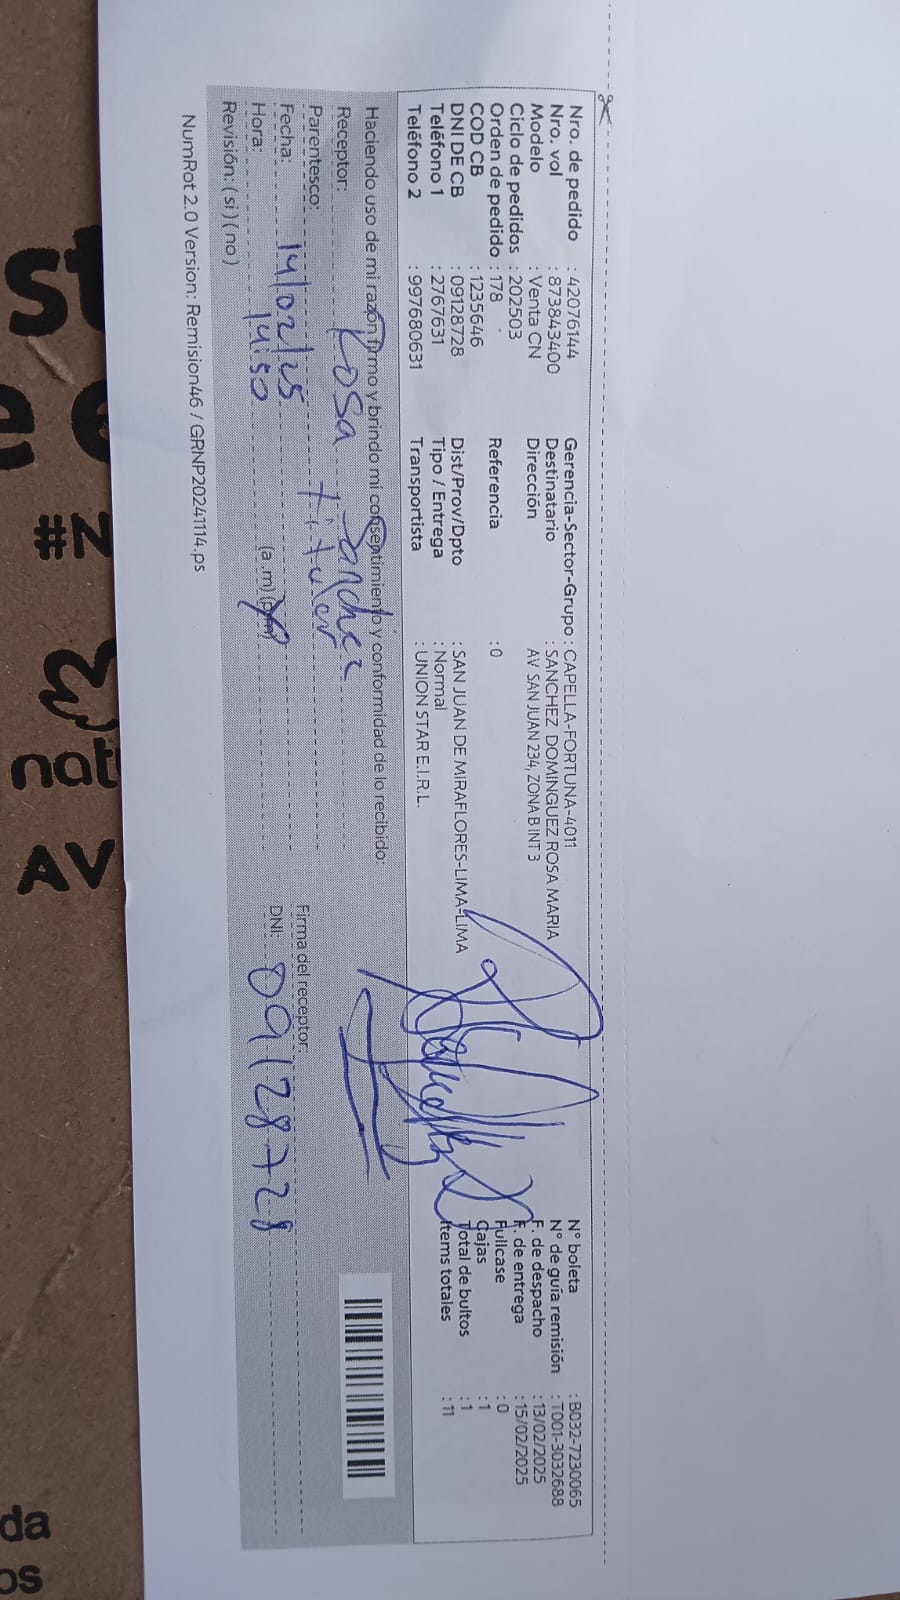 Nro. de pedido : 42076144 Gerencia-Sector-Grupo : CAPELLA-FORTUNA-4011 N° boleta : B032-7230065
Nro. vol : 873843400 Destinatario : SANCHEZ DOMINGUEZ ROSA MARIA N° de guía remisión : T001-3032688
Modelo : Venta CN Dirección AV SAN JUAN 234, ZONA B INT 3 F. de despacho : 13/02/2025
Ciclo de pedidos : 202503 F. de entrega : 15/02/2025
Orden de pedido : 178 Referencia : 0 Fullcase : 0
COD CB : 1235646 Cajas : 1
DNI DE CB : 09128728 Dist/Prov/Dpto : SAN JUAN DE MIRAFLORES-LIMA-LIMA Total de bultos : 1
Teléfono 1 : 2767631 Tipo / Entrega : Normal Items totales : 11
Teléfono 2 : 997680631 Transportista : UNION STAR E.I.R.L.
Haciendo uso de mi razón firmo y brindo mi consentimiento y conformidad de lo recibido:
Receptor: Rosa Sanchez
Parentesco: titular Firma del receptor:
Fecha: 14/02/25 DNI: 09128728
Hora: 14:50 (a.m) (p.m)
Revisión: ( si ) ( no )
NumRot 2.0 Version: Remision46 / GRNP20241114.ps
st
e
#N
nat
AV
da
os